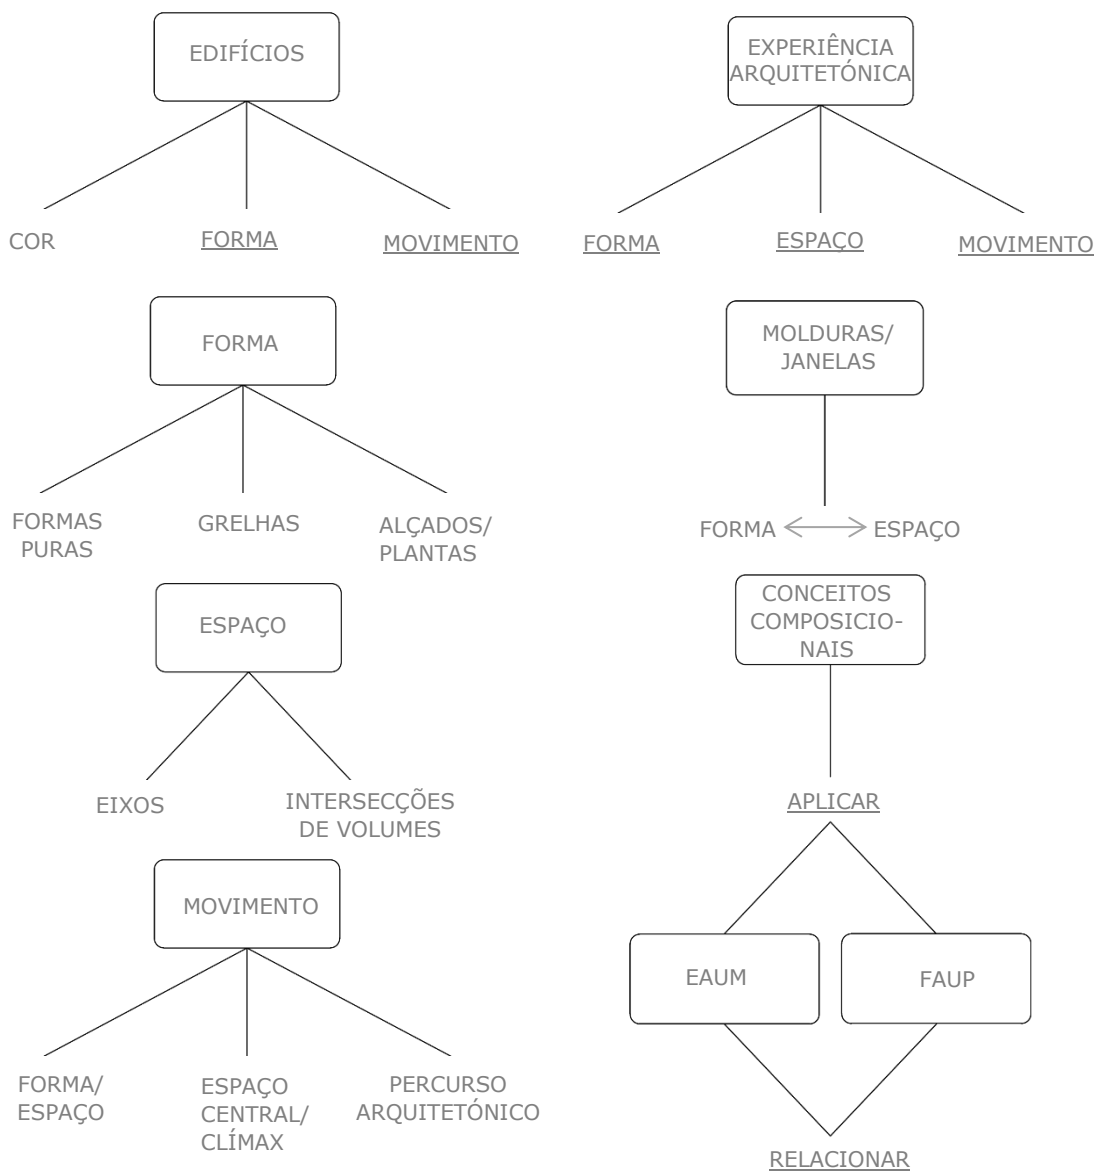 EDIFÍCIOS
COR
FORMA
MOVIMENTO
FORMA
FORMAS
PURAS
GRELHAS
ALÇADOS/
PLANTAS
ESPAÇO
EIXOS
INTERSECÇÕES
DE VOLUMES
MOVIMENTO
FORMA/
ESPAÇO
ESPAÇO
CENTRAL/
CLÍMAX
PERCURSO
ARQUITETÓNICO
EXPERIÊNCIA
ARQUITETÓNICA
FORMA
ESPAÇO
MOVIMENTO
MOLDURAS/
JANELAS
FORMA
ESPAÇO
CONCEITOS
COMPOSICIO-
NAIS
APLICAR
EAUM
FAUP
RELACIONAR